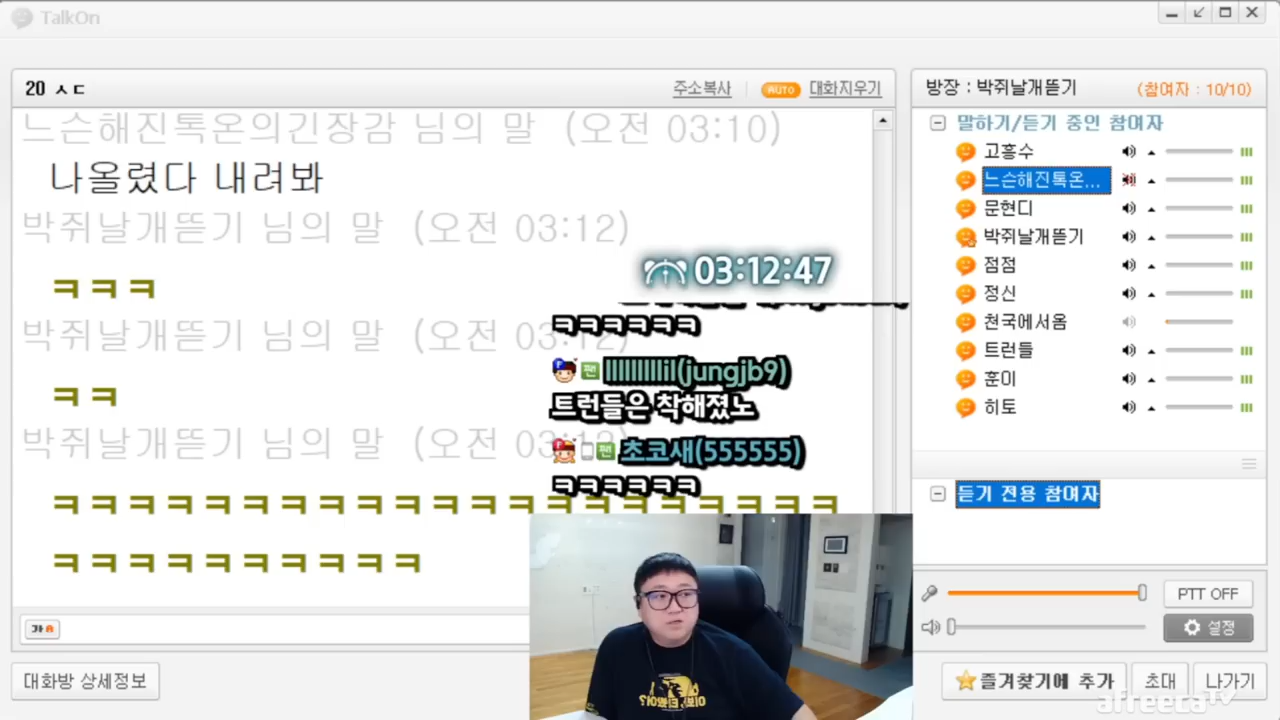 TalkOn
20 ㅅㄷ
주소복사
AUTO 대화지우기
느슨해진톡온의긴장감 님의 말 (오전 03:10)
나올렸다 내려봐
박쥐날개뜯기 님의 말 (오전 03:12)
ㅋㅋㅋ
박쥐날개뜯기 님의 말 (오전 03:12)
ㅋㅋ
박쥐날개뜯기 님의 말 (오전 03:12)
ㅋㅋㅋㅋㅋㅋㅋㅋㅋㅋㅋㅋㅋㅋㅋㅋㅋㅋㅋㅋㅋㅋ
ㅋㅋㅋㅋㅋㅋㅋㅋㅋㅋ
03:12:47
ㅋㅋㅋㅋㅋㅋ
llllllllllil(jungjb9)
트런들은 착해졌노
초코새(555555)
ㅋㅋㅋㅋㅋㅋ
가
대화방 상세정보
방장 : 박쥐날개뜯기 (참여자 : 10/10)
말하기/듣기 중인 참여자
고흥수
느슨해진톡온...
문현디
박쥐날개뜯기
점점
정신
천국에서옴
트런들
훈이
히토
듣기 전용 참여자
PTT OFF
설정
즐겨찾기에 추가
초대
나가기
afreecaTV